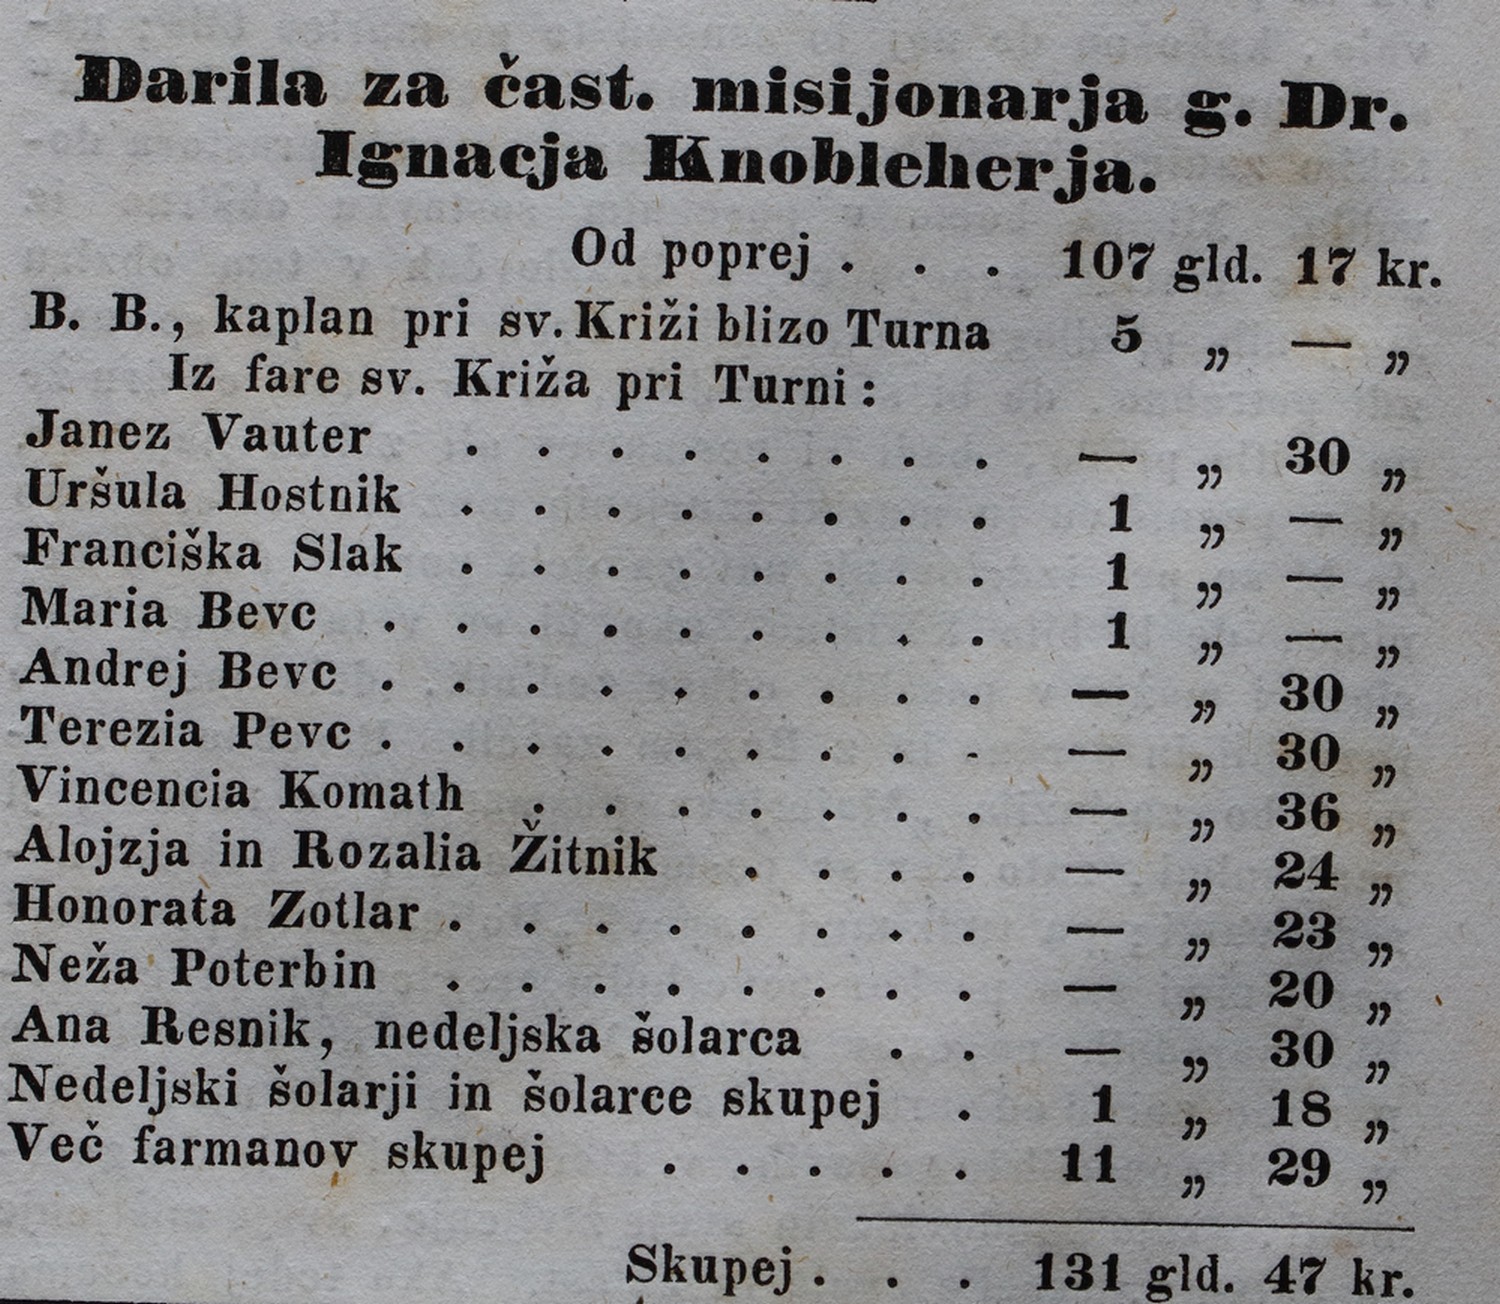 Darila za čast. misijonarja g. Dr.
Ignacja Knobleherja.
Od poprej . . . 107 gld. 17 kr.
B. B., kaplan pri sv. Križi blizo Turna 5 „ — „
Iz fare sv. Križa pri Turni :
Janez Vauter . . . . . . . . — „ 30 „
Uršula Hostnik . . . . . . . . 1 „ — „
Franciška Slak . . . . . . . . 1 „ — „
Maria Bevc . . . . . . . . . 1 „ — „
Andrej Bevc . . . . . . . . . — „ 30 „
Terezia Pevc . . . . . . . . . — „ 30 „
Vincencia Komath . . . . . . . — „ 36 „
Alojzja in Rozalia Žitnik . . . . — „ 24 „
Honorata Zotlar . . . . . . . . — „ 23 „
Neža Poterbin . . . . . . . . — „ 20 „
Ana Resnik, nedeljska šolarca . . — „ 30 „
Nedeljski šolarji in šolarce skupej . 1 „ 18 „
Več farmanov skupej . . . . . 11 „ 29 „
Skupej . . . 131 gld. 47 kr.